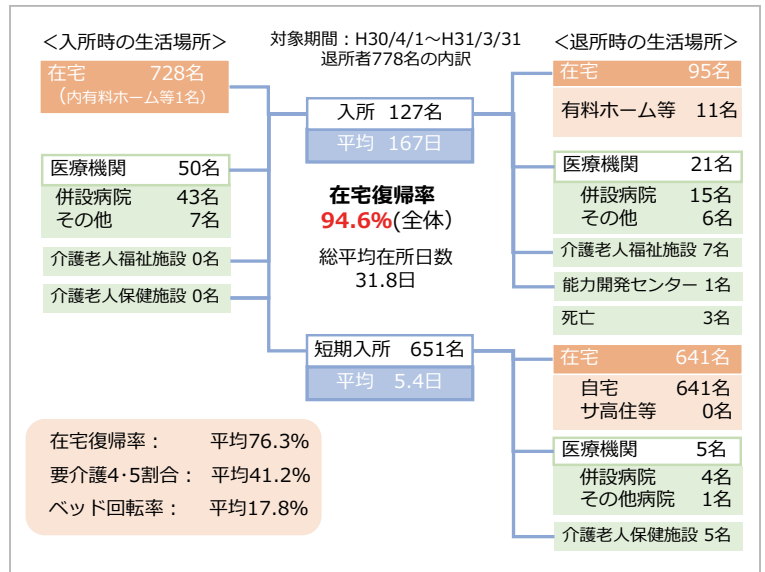 <入所時の生活場所>
対象期間：H30/4/1～H31/3/31
退所者778名の内訳
<退所時の生活場所>
在宅 728名
（内有料ホーム等1名）
医療機関 50名
併設病院 43名
その他 7名
介護老人福祉施設 0名
介護老人保健施設 0名
入所 127名
平均 167日
在宅復帰率
94.6%(全体）
総平均在所日数
31.8日
短期入所 651名
平均 5.4日
在宅 95名
有料ホーム等 11名
医療機関 21名
併設病院 15名
その他 6名
介護老人福祉施設 7名
能力開発センター 1名
死亡 3名
在宅 641名
自宅 641名
サ高住等 0名
医療機関 5名
併設病院 4名
その他病院 1名
介護老人保健施設 5名
在宅復帰率： 平均76.3%
要介護4･5割合： 平均41.2%
ベッド回転率： 平均17.8%